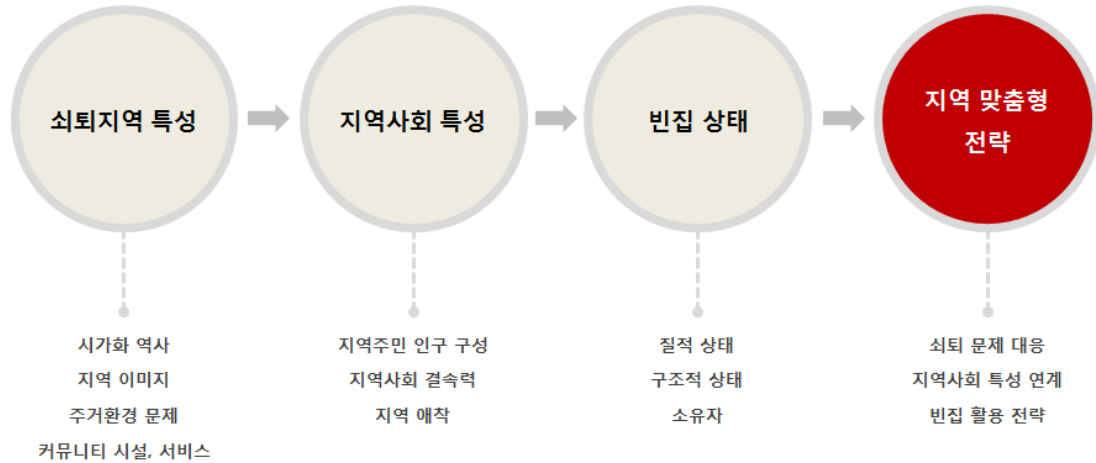 쇠퇴지역 특성
지역사회 특성
빈집 상태
지역 맞춤형
전략
시가화 역사
지역 이미지
주거환경 문제
커뮤니티 시설, 서비스
지역주민 인구 구성
지역사회 결속력
지역 애착
질적 상태
구조적 상태
소유자
쇠퇴 문제 대응
지역사회 특성 연계
빈집 활용 전략